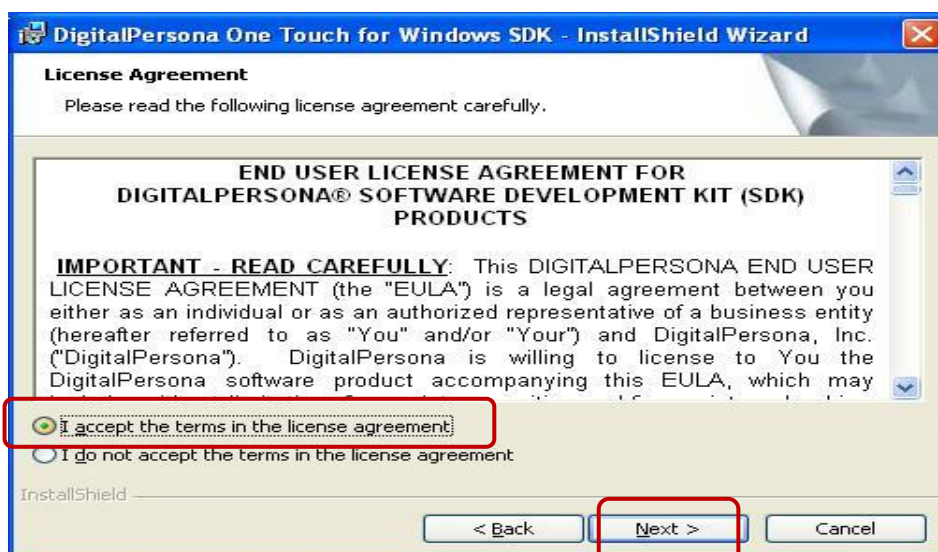 DigitalPersona One Touch for Windows SDK - InstallShield Wizard
License Agreement
Please read the following license agreement carefully.
END USER LICENSE AGREEMENT FOR
DIGITALPERSONA® SOFTWARE DEVELOPMENT KIT (SDK)
PRODUCTS
IMPORTANT - READ CAREFULLY: This DIGITALPERSONA END USER
LICENSE AGREEMENT (the "EULA") is a legal agreement between you
either as an individual or as an authorized representative of a business entity
(hereafter referred to as "You" and/or "Your") and DigitalPersona, Inc.
("DigitalPersona"). DigitalPersona is willing to license to You the
DigitalPersona software product accompanying this EULA, which may
I accept the terms in the license agreement
I do not accept the terms in the license agreement
InstallShield
< Back Next > Cancel